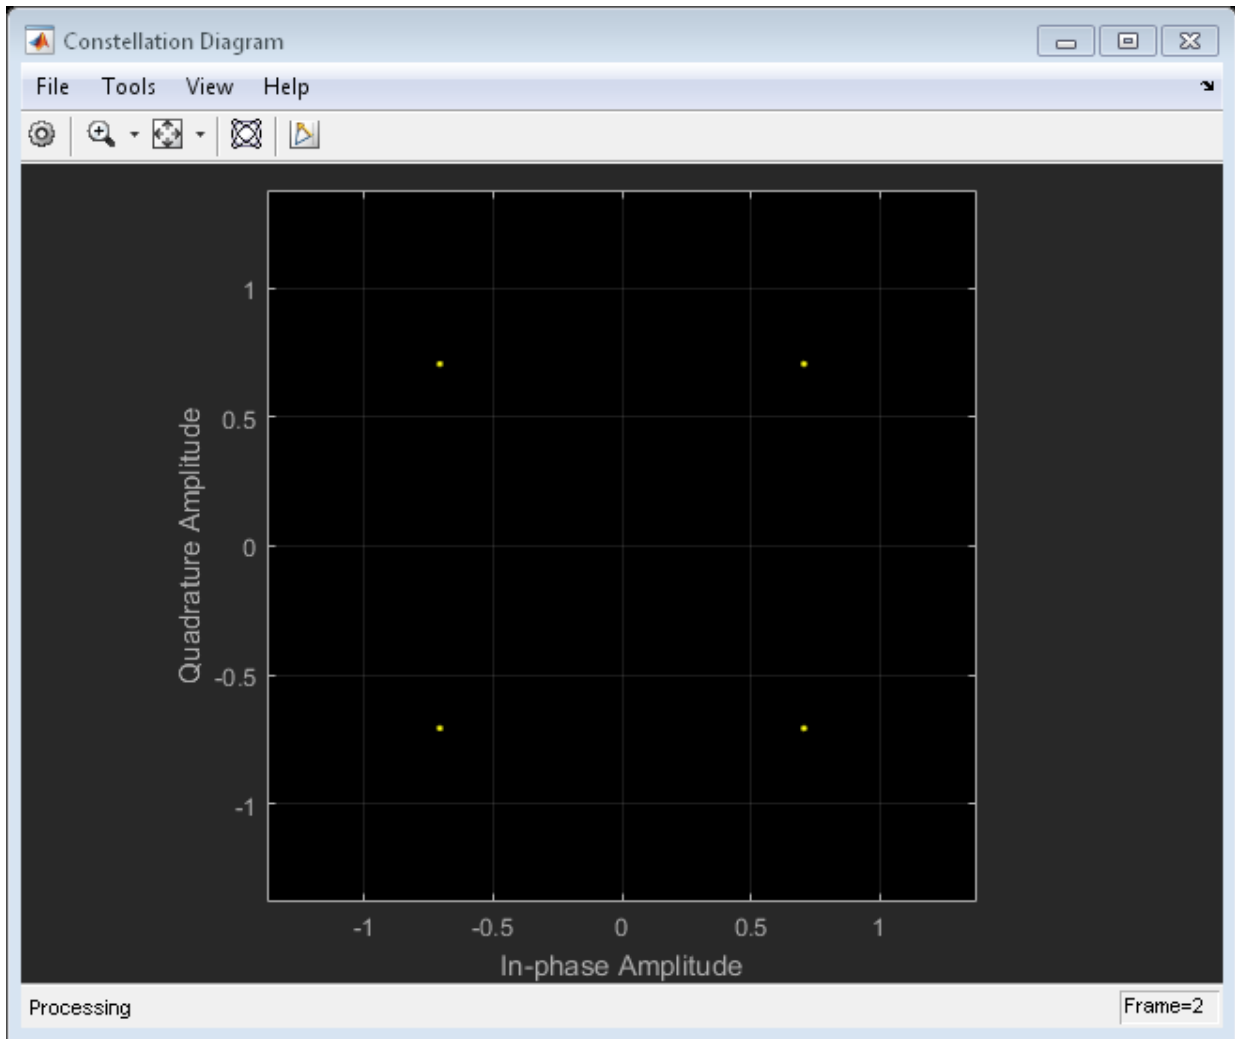 Constellation Diagram
File Tools View Help
1
0.5
0
-0.5
-1
Quadrature Amplitude
-1 -0.5 0 0.5 1
In-phase Amplitude
Processing Frame=2